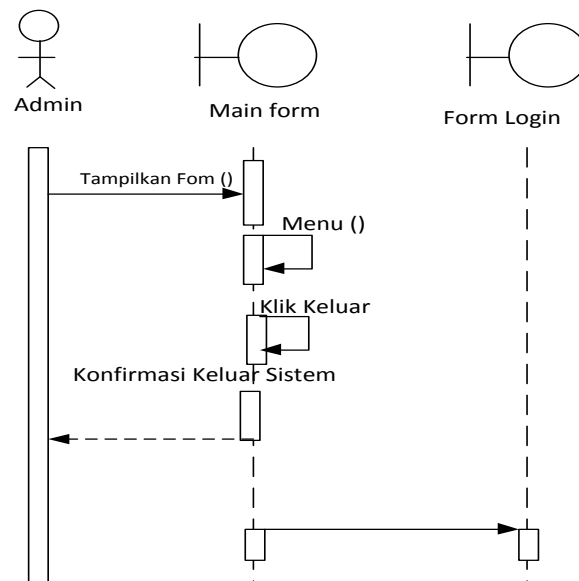 Admin
Main form
Form Login
Tampilkan Fom ()
Menu ()
Klik Keluar
Konfirmasi Keluar Sistem